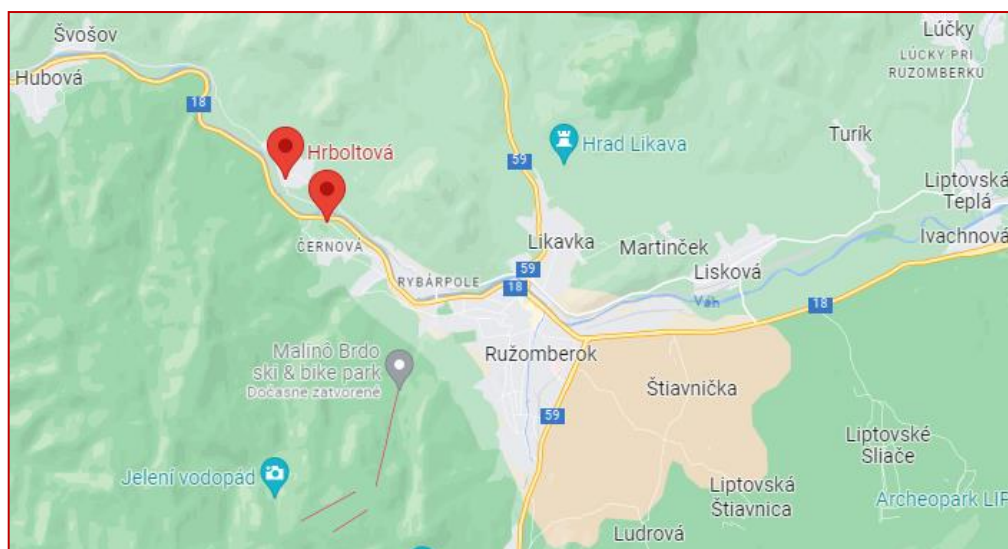 Švošov
Hubová
18
Hrboltová
ČERNOVÁ
RYBÁRPOLE
59
Hrad Likava
Likavka
59
18
Martinček
Lisková
Váh
Lúčky
LÚČKY PRI
RUZOMBERKU
Turík
Liptovská
Teplá
Ivachnová
18
Ružomberok
Malinô Brdo
ski & bike park
Dočasne zatvorené
Štiavnička
59
Jelení vodopád
Liptovské
Sliače
Liptovská
Štiavnica
Archeopark LIP
Ludrová